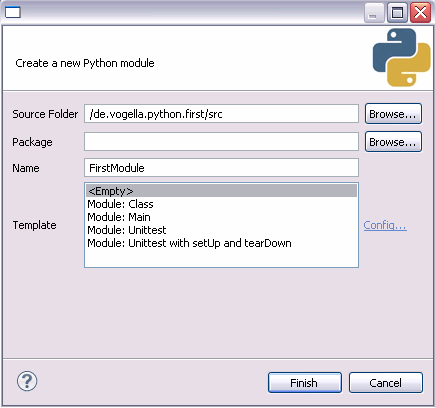 Create a new Python module
Source Folder /de.vogella.python.first/src Browse...
Package Browse...
Name FirstModule
<Empty>
Module: Class
Module: Main
Template Module: Unittest Config...
Module: Unittest with setUp and tearDown
? Finish Cancel